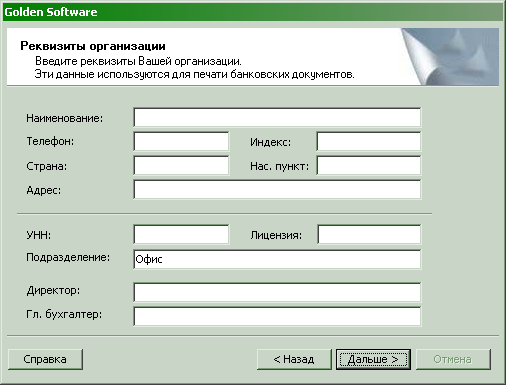 Golden Software
Реквизиты организации
Введите реквизиты Вашей организации.
Эти данные используются для печати банковских документов.
Наименование:
Телефон: Индекс:
Страна: Нас. пункт:
Адрес:
УНН: Лицензия:
Подразделение: Офис
Директор:
Гл. бухгалтер:
Справка < Назад Дальше > Отмена